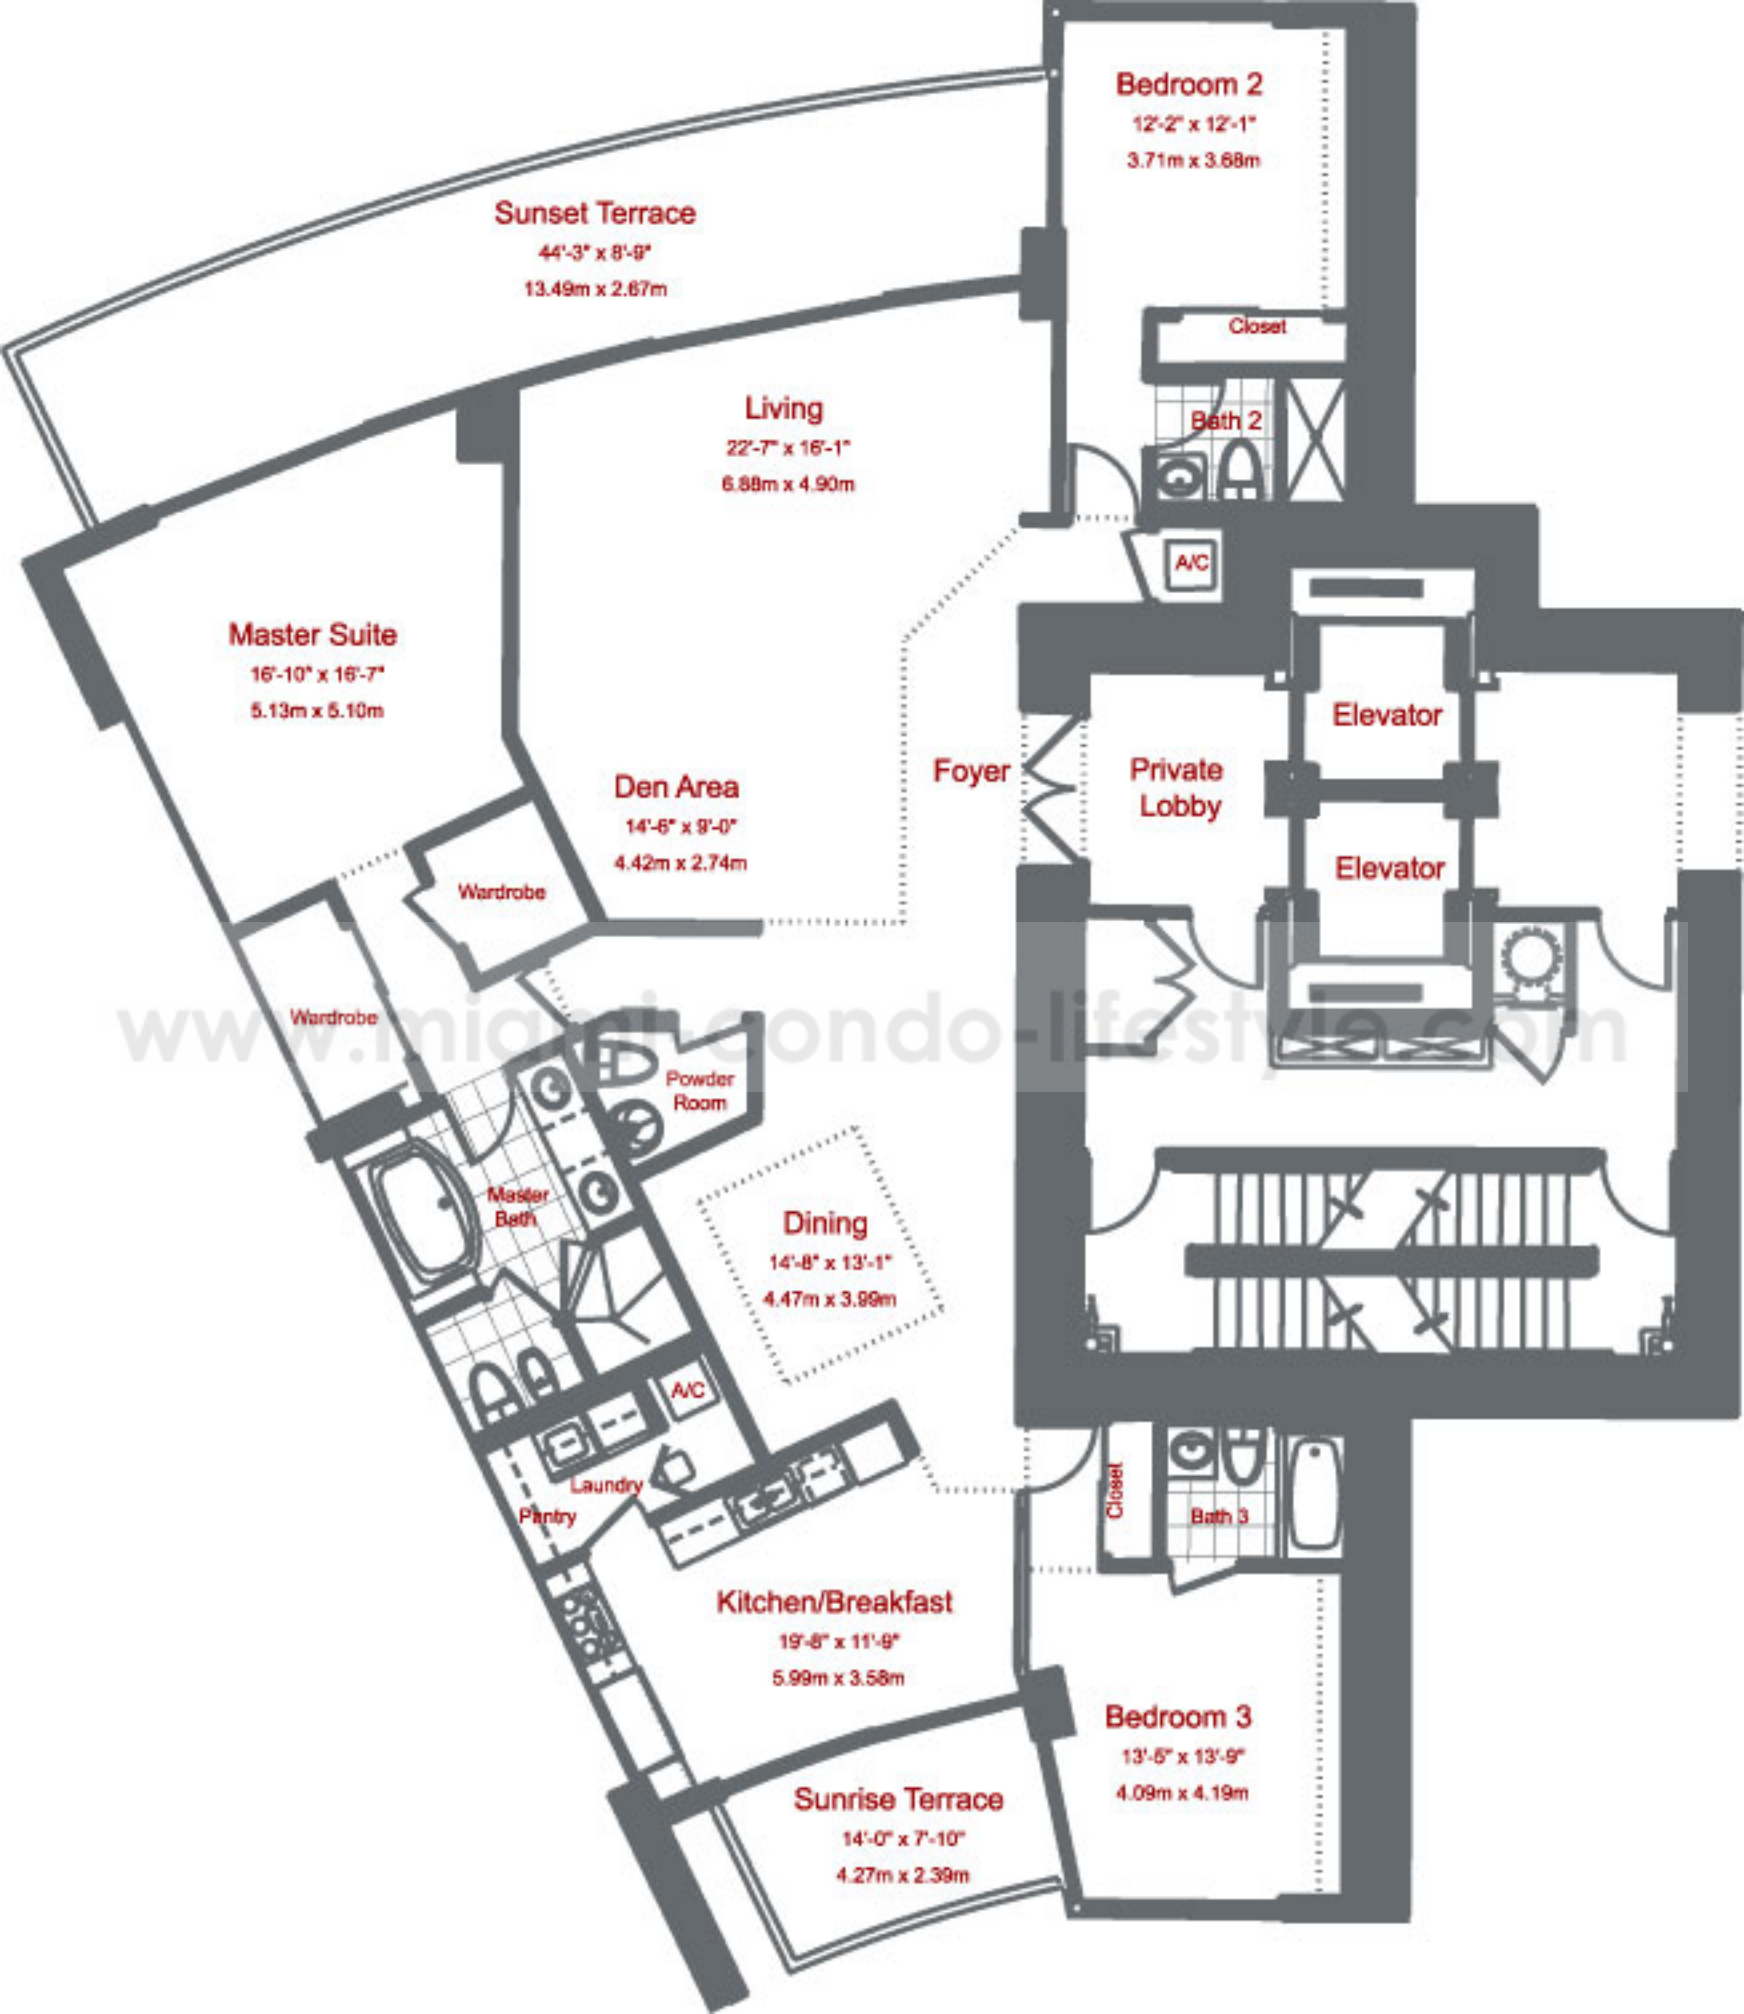 Bedroom 2
12'-2" x 12'-1"
3.71m x 3.68m
Sunset Terrace
44'-3" x 8'-9"
13.49m x 2.67m
Closet
Living
22'-7" x 16'-1"
6.88m x 4.90m
Bath 2
A/C
Master Suite
16'-10" x 16'-7"
5.13m x 5.10m
Elevator
Foyer
Private
Lobby
Den Area
14'-6" x 9'-0"
4.42m x 2.74m
Elevator
Wardrobe
Wardrobe
www.miami-condo-lifestyle.com
Powder
Room
Master
Bath
Dining
14'-8" x 13'-1"
4.47m x 3.99m
A/C
Laundry
Pantry
Closet
Bath 3
Kitchen/Breakfast
19'-8" x 11'-9"
5.99m x 3.58m
Bedroom 3
13'-5" x 13'-9"
4.09m x 4.19m
Sunrise Terrace
14'-0" x 7'-10"
4.27m x 2.39m